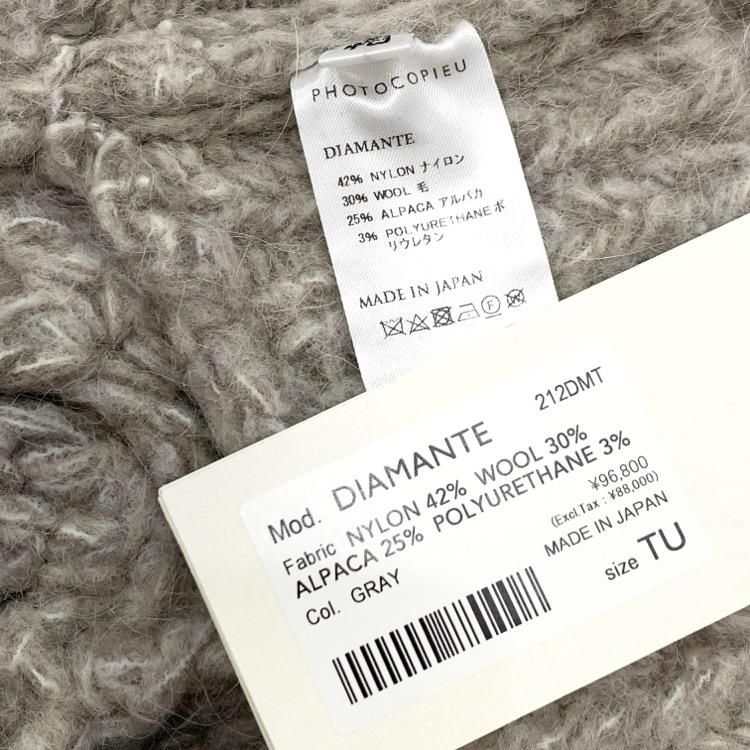 PHOTOCOPIEU
DIAMANTE
42% NYLON ナイロン
30% WOOL 毛
25% ALPACA アルパカ
3% POLYURETHANE ポ
リウレタン
MADE IN JAPAN
F
W
212DMT
Mod. DIAMANTE
Fabric NYLON 42% WOOL 30%
ALPACA 25% POLYURETHANE 3%
Col. GRAY
¥96,800
(Excl.Tax : ¥88,000)
MADE IN JAPAN
size TU